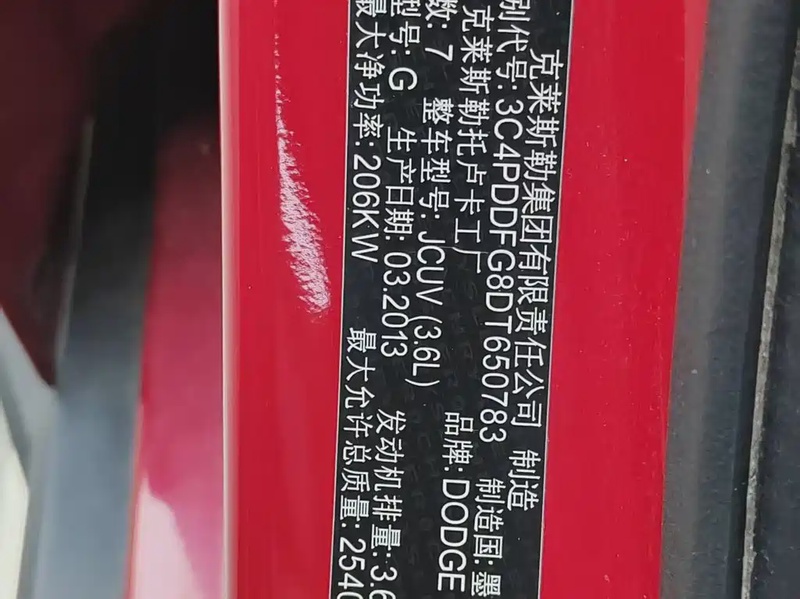 克莱斯勒集团有限责任公司 制造
别代号: 3C4PDDFG8DT650783 制造国: 墨
克莱斯勒托卢卡工厂 品牌: DODGE
数: 7 整车型号: JCUV (3.6L)
型号: G 生产日期: 03.2013 发动机排量: 3.6
最大净功率: 206KW 最大允许总质量: 2540